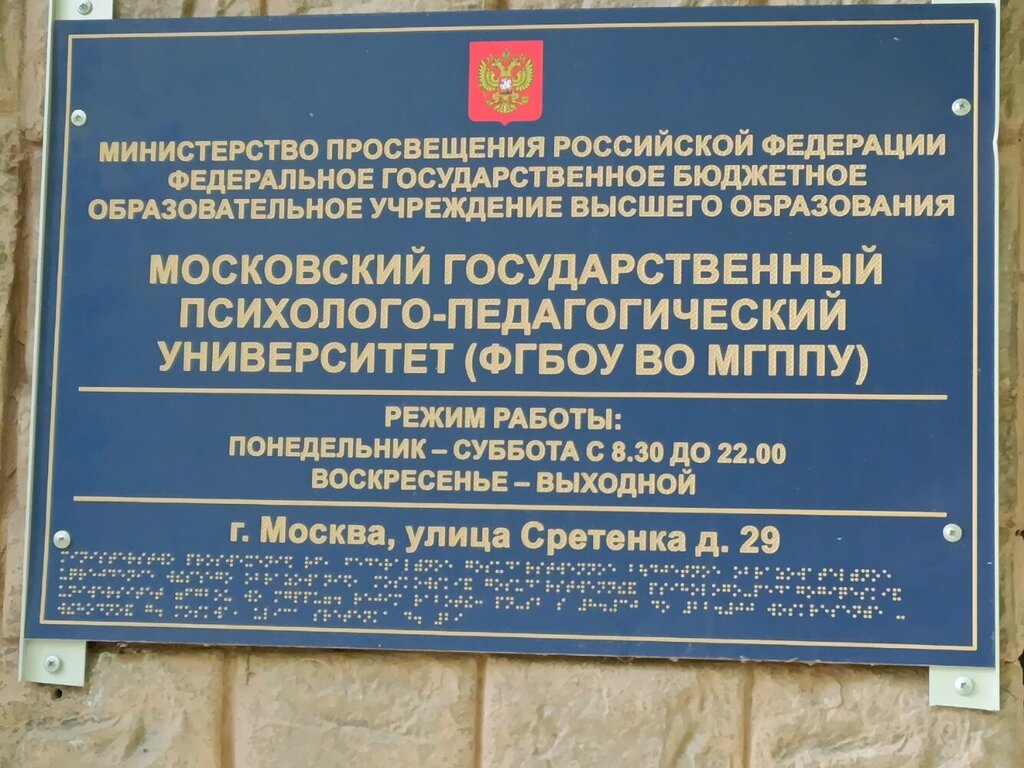 МИНИСТЕРСТВО ПРОСВЕЩЕНИЯ РОССИЙСКОЙ ФЕДЕРАЦИИ
ФЕДЕРАЛЬНОЕ ГОСУДАРСТВЕННОЕ БЮДЖЕТНОЕ
ОБРАЗОВАТЕЛЬНОЕ УЧРЕЖДЕНИЕ ВЫСШЕГО ОБРАЗОВАНИЯ
МОСКОВСКИЙ ГОСУДАРСТВЕННЫЙ
ПСИХОЛОГО-ПЕДАГОГИЧЕСКИЙ
УНИВЕРСИТЕТ (ФГБОУ ВО МГППУ)
РЕЖИМ РАБОТЫ:
ПОНЕДЕЛЬНИК – СУББОТА С 8.30 ДО 22.00
ВОСКРЕСЕНЬЕ – ВЫХОДНОЙ
г. Москва, улица Сретенка д. 29